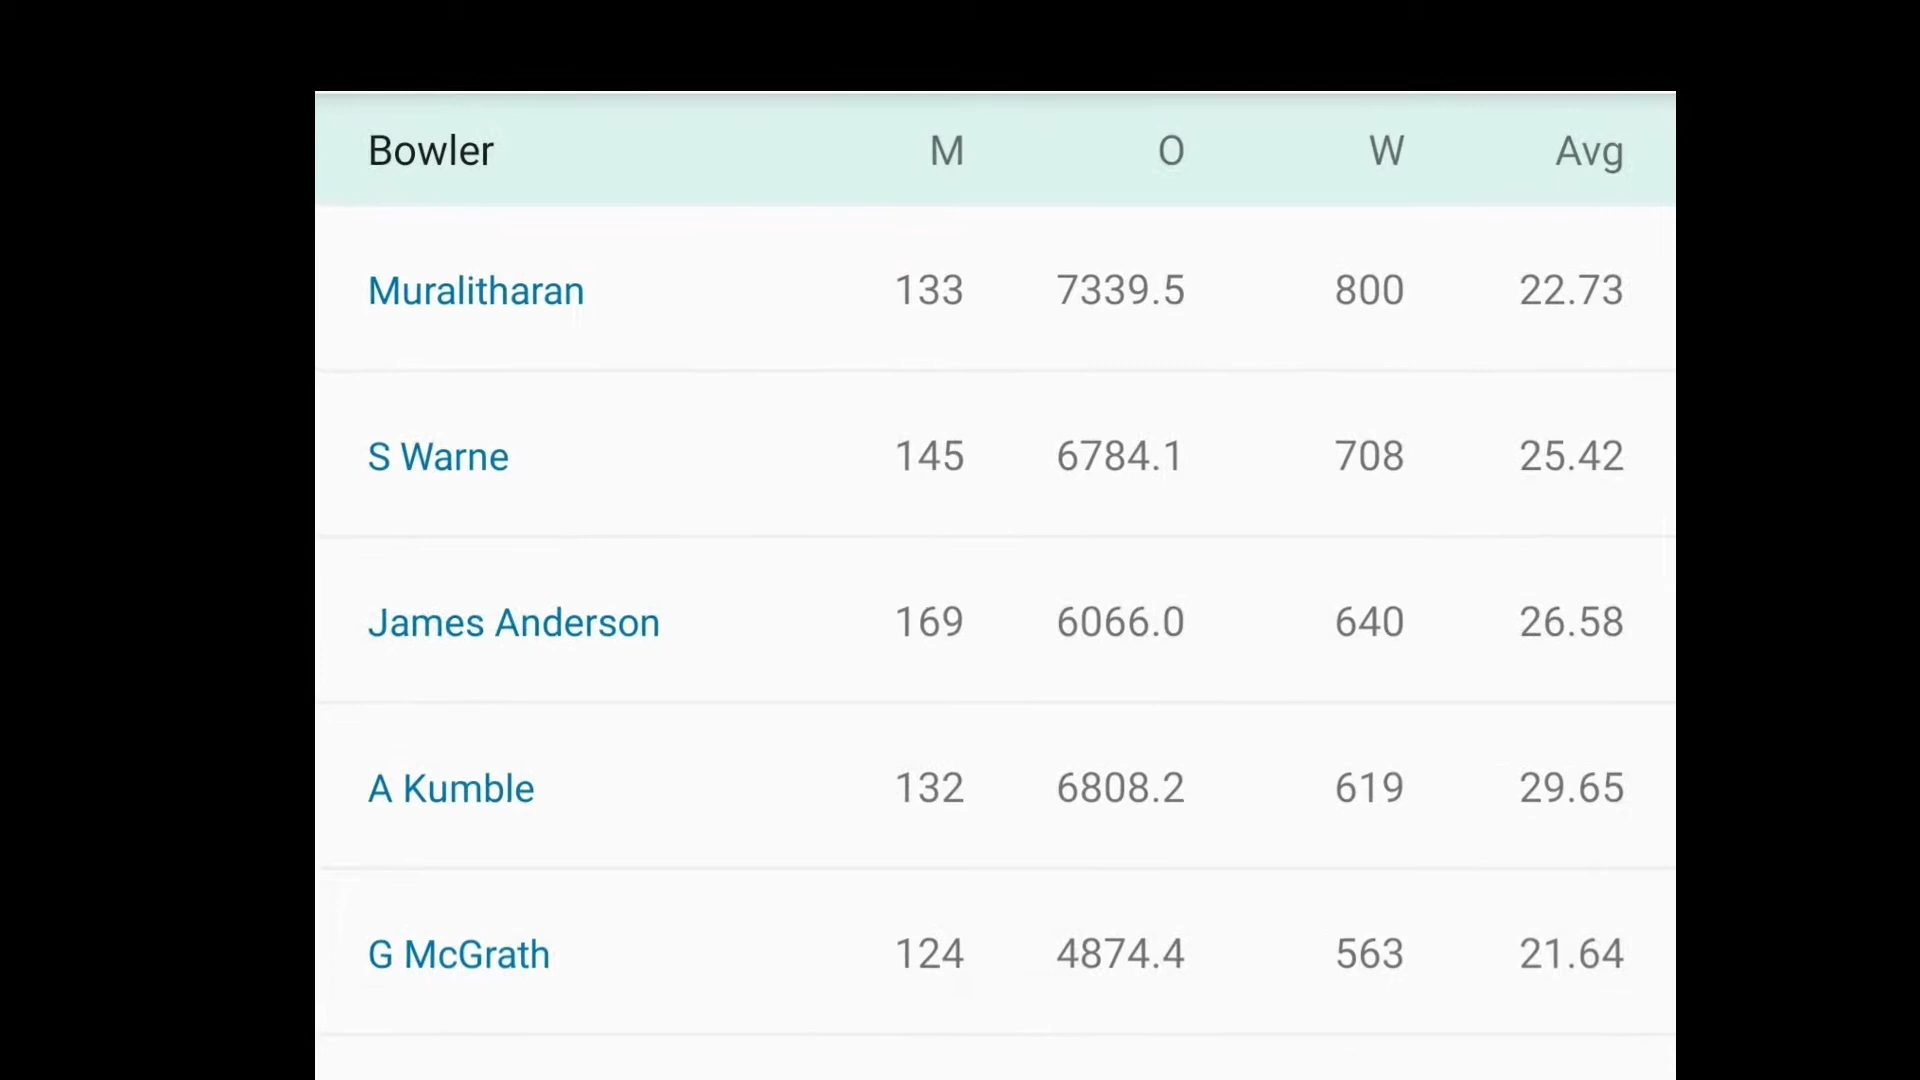 Bowler M O W Avg
Muralitharan 133 7339.5 800 22.73
S Warne 145 6784.1 708 25.42
James Anderson 169 6066.0 640 26.58
A Kumble 132 6808.2 619 29.65
G McGrath 124 4874.4 563 21.64